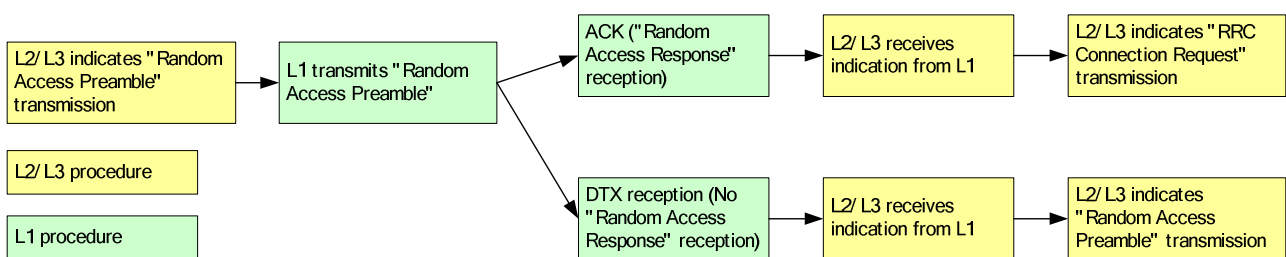 L2/ L3 indicates "Random
Access Preamble"
transmission
L1 transmits "Random
Access Preamble"
ACK ("Random
Access Response"
reception)
L2/ L3 receives
indication from L1
L2/ L3 indicates "RRC
Connection Request"
transmission
L2/ L3 procedure
L1 procedure
DTX reception (No
"Random Access
Response" reception)
L2/ L3 receives
indication from L1
L2/ L3 indicates
"Random Access
Preamble" transmission